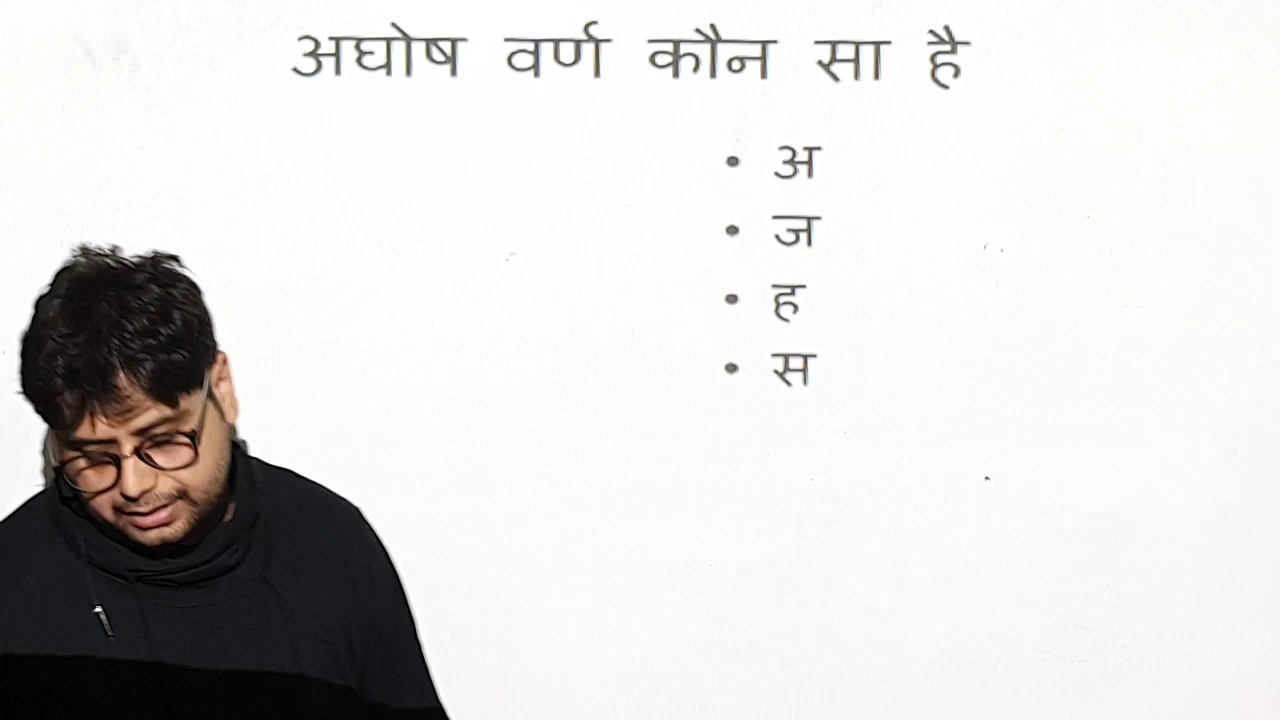 अघोष वर्ण कौन सा है
• अ
• ज
• ह
• स